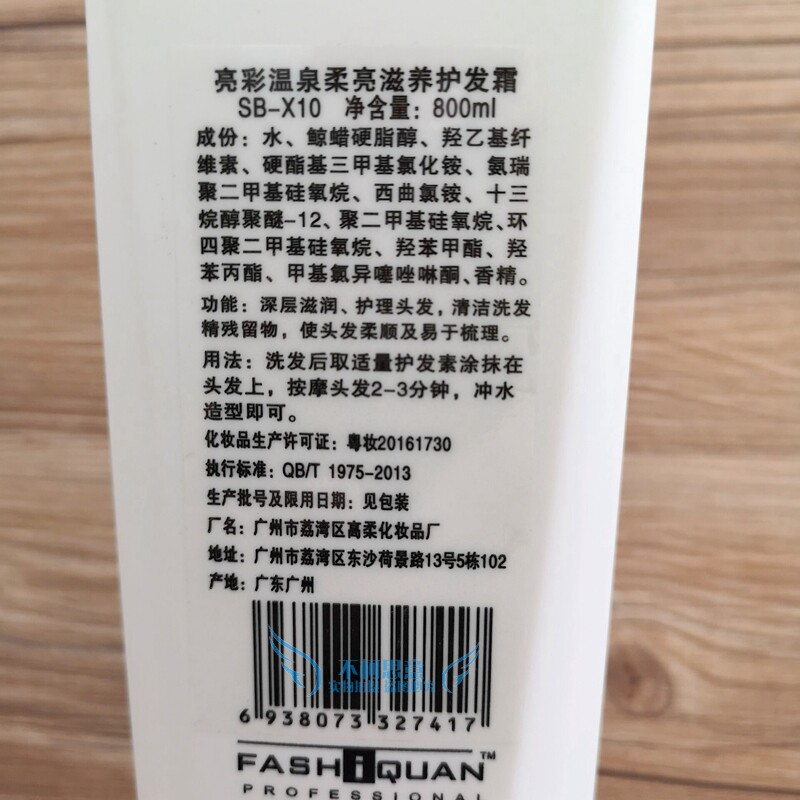 亮彩温泉柔亮滋养护发霜
SB-X10 净含量：800ml
成份：水、鲸蜡硬脂醇、羟乙基纤
维素、硬酯基三甲基氯化铵、氨瑞
聚二甲基硅氧烷、西曲氯铵、十三
烷醇聚醚-12、聚二甲基硅氧烷、环
四聚二甲基硅氧烷、羟苯甲酯、羟
苯丙酯、甲基氯异噻唑啉酮、香精。
功能：深层滋润、护理头发，清洁洗发
精残留物，使头发柔顺及易于梳理。
用法：洗发后取适量护发素涂抹在
头发上，按摩头发2-3分钟，冲水
造型即可。
化妆品生产许可证：粤妆20161730
执行标准：QB/T 1975-2013
生产批号及限用日期：见包装
厂名：广州市荔湾区高柔化妆品厂
地址：广州市荔湾区东沙荷景路13号5栋102
产地：广东广州
6 938073 327417
FASHiQUAN™
PROFESSIONAL